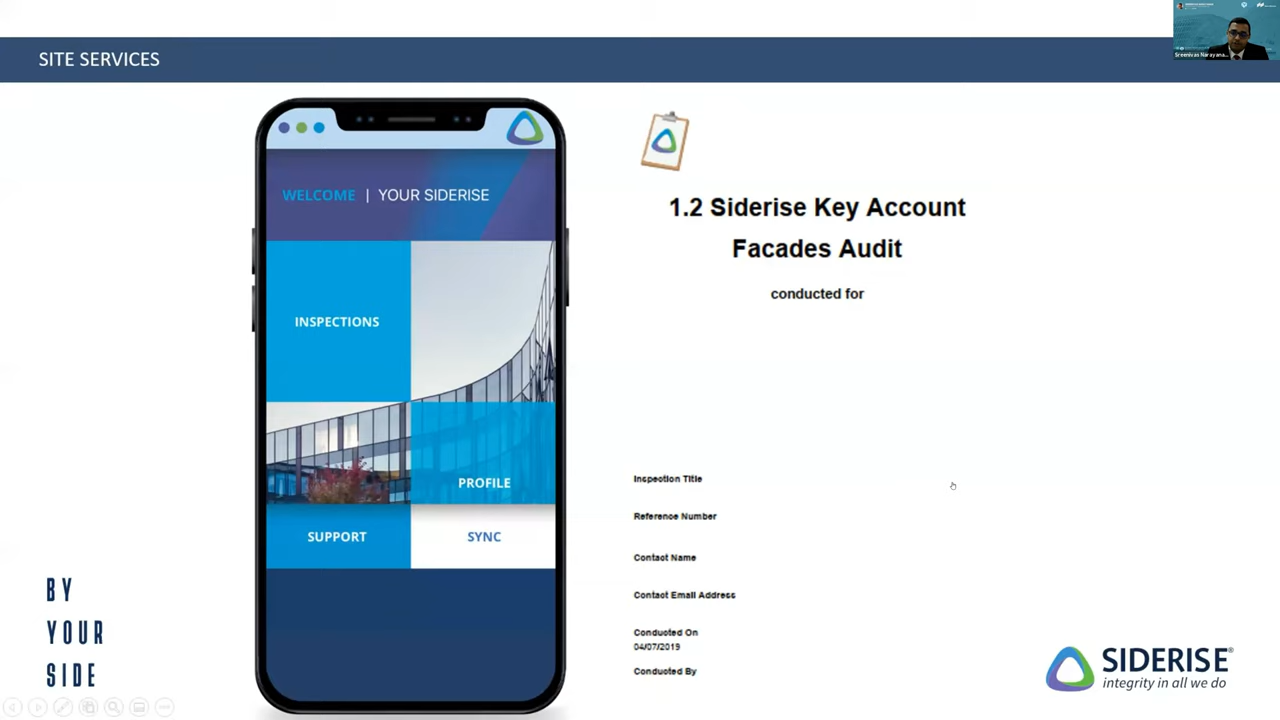 SITE SERVICES
Sreenivas Narayana...
WELCOME | YOUR SIDERISE
INSPECTIONS
PROFILE
SUPPORT
SYNC
1.2 Siderise Key Account
Facades Audit
conducted for
Inspection Title
Reference Number
Contact Name
Contact Email Address
Conducted On
04/07/2019
Conducted By
BY
YOUR
SIDE
SIDERISE®
integrity in all we do